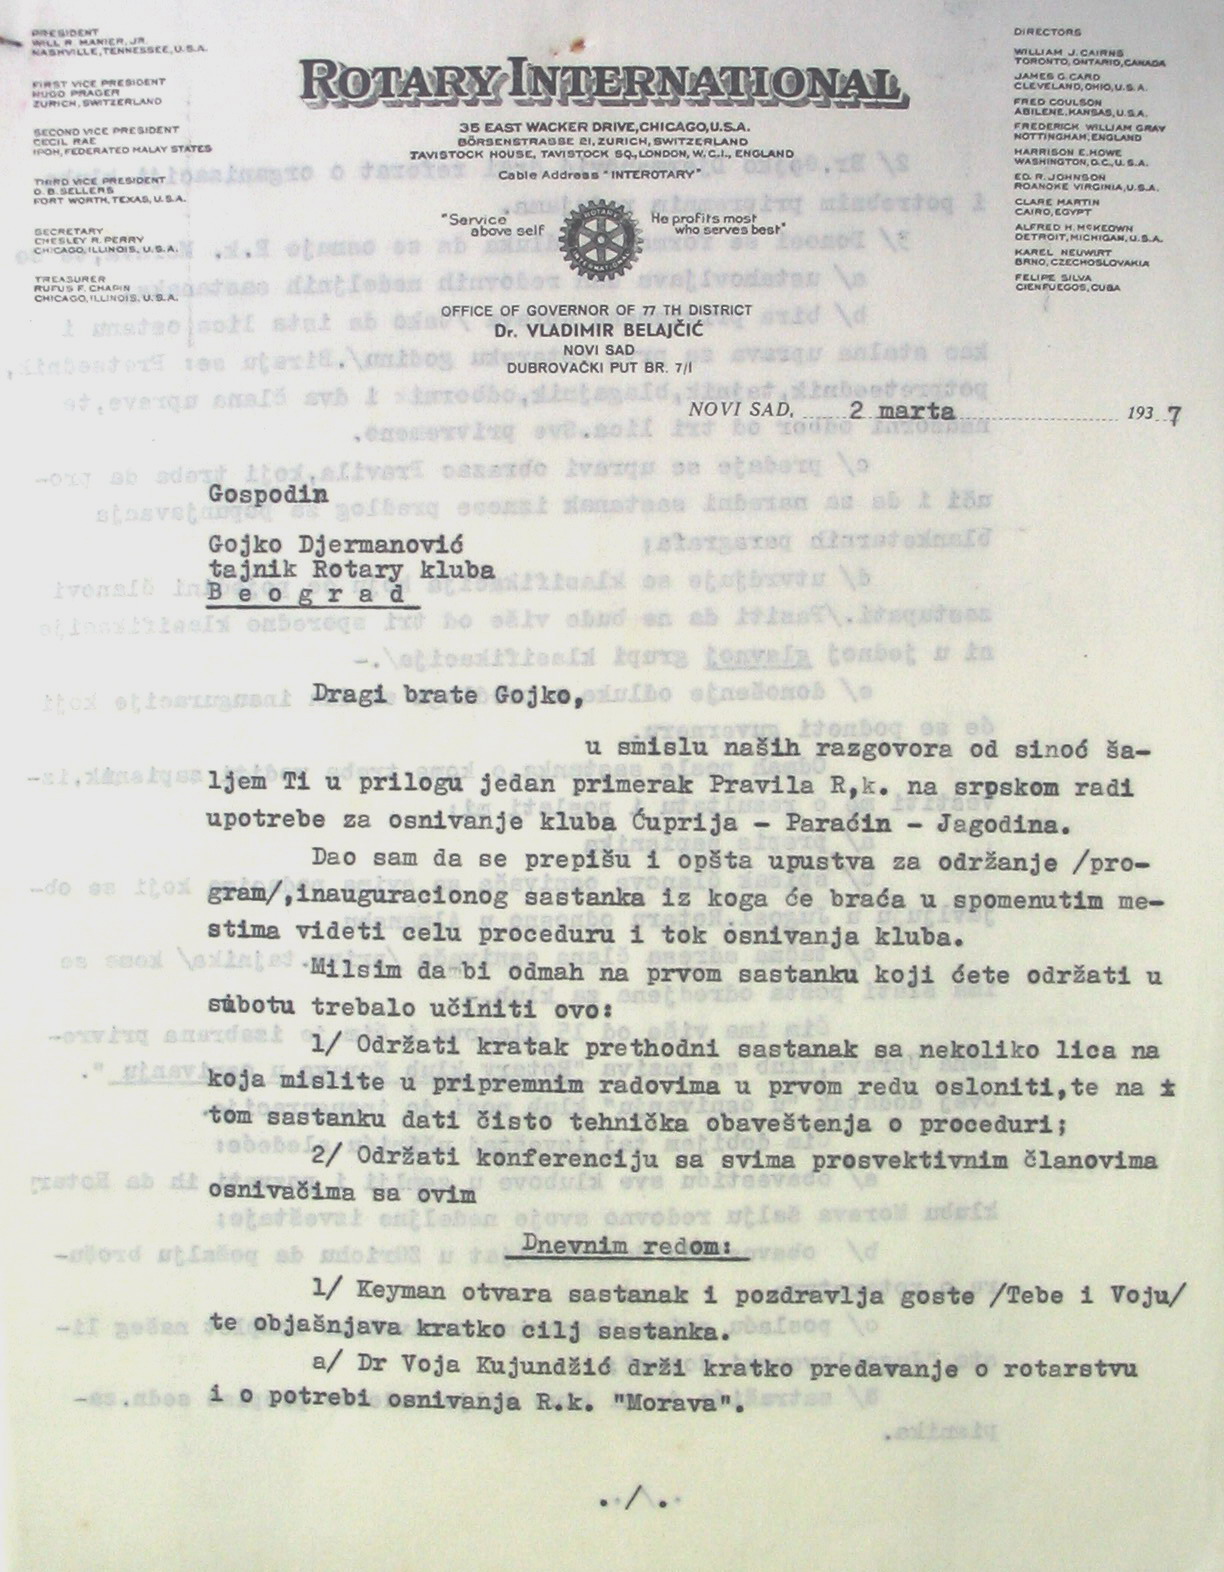 PRESIDENT
WILL R. MANIER, JR.
NASHVILLE, TENNESSEE, U.S.A.
FIRST VICE PRESIDENT
HUGO PRAGER
ZURICH, SWITZERLAND
SECOND VICE PRESIDENT
CECIL RAE
IPOH, FEDERATED MALAY STATES
THIRD VICE PRESIDENT
O. B. SELLERS
FORT WORTH, TEXAS, U.S.A.
SECRETARY
CHESLEY R. PERRY
CHICAGO, ILLINOIS, U.S.A.
TREASURER
RUFUS F. CHAPIN
CHICAGO, ILLINOIS, U.S.A.
ROTARY INTERNATIONAL
35 EAST WACKER DRIVE, CHICAGO, U.S.A.
BÖRSENSTRASSE 21, ZURICH, SWITZERLAND
TAVISTOCK HOUSE, TAVISTOCK SQ., LONDON, W.C.1., ENGLAND
Cable Address "INTEROTARY"
"Service above self
ROTARY INTERNATIONAL
He profits most who serves best"
DIRECTORS
WILLIAM J. CAIRNS
TORONTO, ONTARIO, CANADA
JAMES G. CARD
CLEVELAND, OHIO, U.S.A.
FRED COULSON
ABILENE, KANSAS, U.S.A.
FREDERICK WILLIAM GRAY
NOTTINGHAM, ENGLAND
HARRISON E. HOWE
WASHINGTON, D.C., U.S.A.
ED. R. JOHNSON
ROANOKE VIRGINIA, U.S.A.
CLARE MARTIN
CAIRO, EGYPT
ALFRED H. McKEOWN
DETROIT, MICHIGAN, U.S.A.
KAREL NEUWIRT
BRNO, CZECHOSLOVAKIA
FELIPE SILVA
CIENFUEGOS, CUBA
OFFICE OF GOVERNOR OF 77 TH DISTRICT
Dr. VLADIMIR BELAJČIĆ
NOVI SAD
DUBROVAČKI PUT BR. 7/I
NOVI SAD, 2 marta 1937
Gospodin
Gojko Djermanović
tajnik Rotary kluba
B e o g r a d
Dragi brate Gojko,
u smislu naših razgovora od sinoć ša-
ljem Ti u prilogu jedan primerak Pravila R,k. na srpskom radi
upotrebe za osnivanje kluba Ćuprija - Paraćin - Jagodina.
Dao sam da se prepišu i opšta upustva za održanje /pro-
gram/,inauguracionog sastanka iz koga će braća u spomenutim me-
stima videti celu proceduru i tok osnivanja kluba.
Milsim da bi odmah na prvom sastanku koji ćete održati u
subotu trebalo učiniti ovo:
1/ Održati kratak prethodni sastanak sa nekoliko lica na
koja mislite u pripremnim radovima u prvom redu osloniti,te na
tom sastanku dati čisto tehnička obaveštenja o proceduri;
2/ Održati konferenciju sa svima prosvektivnim članovima
osnivačima sa ovim
Dnevnim redom:
1/ Keyman otvara sastanak i pozdravlja goste /Tebe i Voju/
te objašnjava kratko cilj sastanka.
a/ Dr Voja Kujundžić drži kratko predavanje o rotarstvu
i o potrebi osnivanja R.k. "Morava".
./.